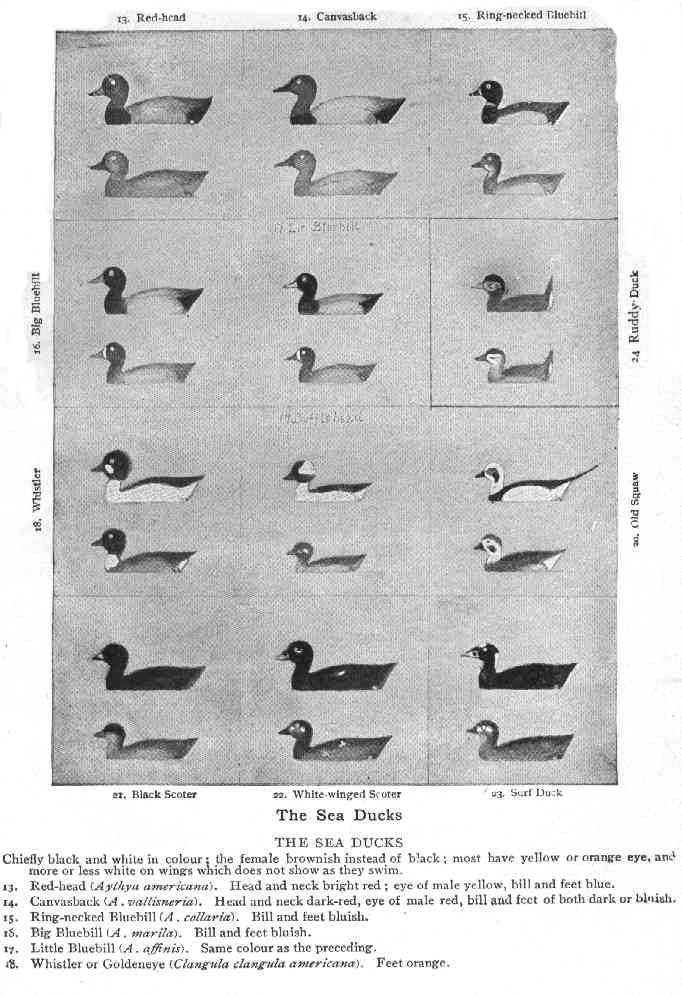 13. Red-head
14. Canvasback
15. Ring-necked Bluebill
17 Lit. Bluebill
16. Big Bluebill
24 Ruddy-Duck
19. Bufflehead
18. Whistler
20. Old Squaw
21. Black Scoter
22. White-winged Scoter
23. Surf Duck
The Sea Ducks
THE SEA DUCKS
Chiefly black and white in colour; the female brownish instead of black; most have yellow or orange eye, and
more or less white on wings which does not show as they swim.
13. Red-head (Aythya americana). Head and neck bright red; eye of male yellow, bill and feet blue.
14. Canvasback (A. vallisneria). Head and neck dark-red, eye of male red, bill and feet of both dark or bluish.
15. Ring-necked Bluebill (A. collaria). Bill and feet bluish.
16. Big Bluebill (A. marila). Bill and feet bluish.
17. Little Bluebill (A. affinis). Same colour as the preceding.
18. Whistler or Goldeneye (Clangula clangula americana). Feet orange.